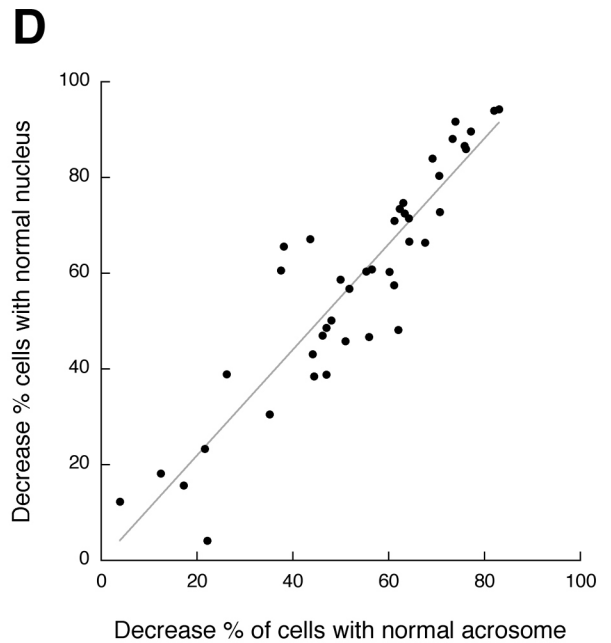 D
Decrease % cells with normal nucleus
100
80
60
40
20
0
0 20 40 60 80 100
Decrease % of cells with normal acrosome